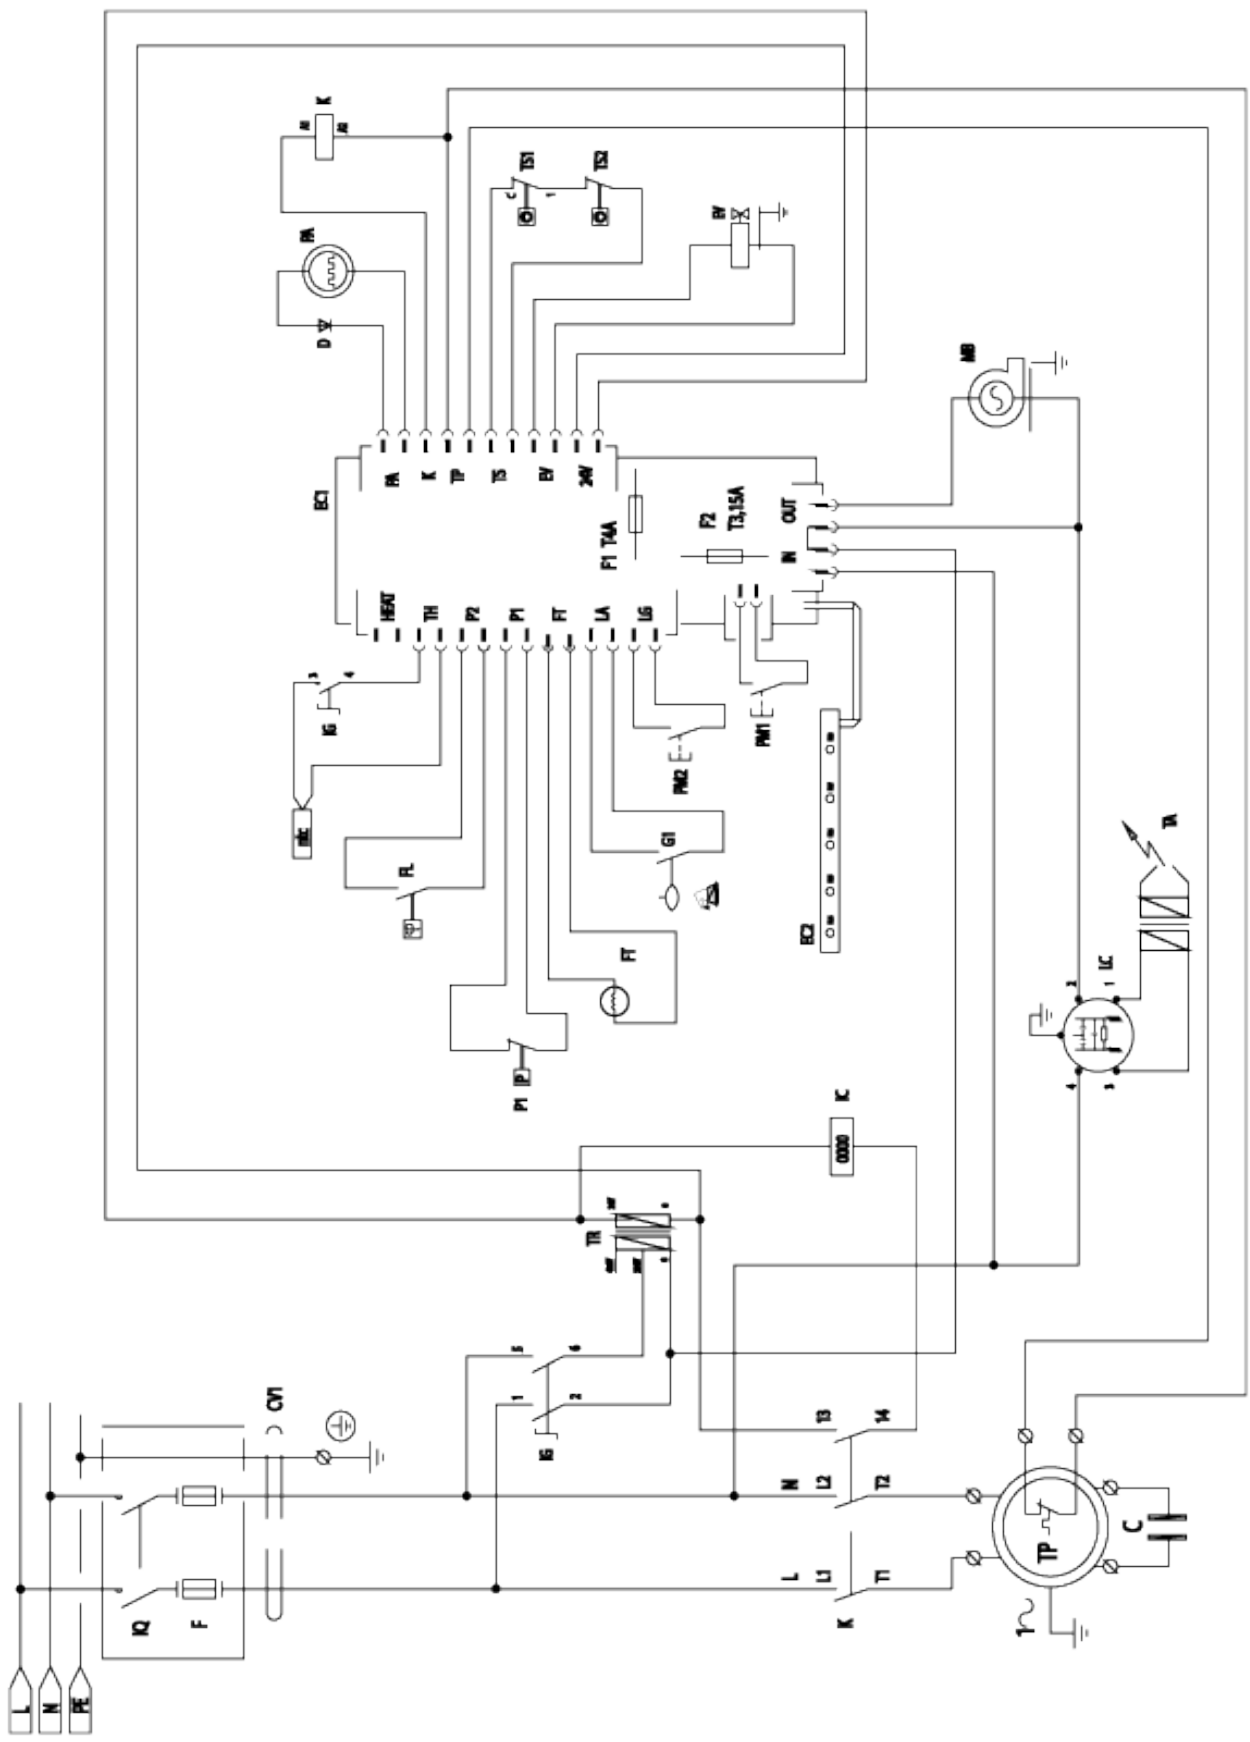 L
N
PE
IQ
F
CV1
IG
1
2
5
6
L
N
K
L1
T1
L2
T2
13
14
TP
1
C
TR
0
0
IC
0000
LC
1
2
3
4
TA
P1
P
FT
FL
G1
EC2
PM2
PM1
IG
3
4
EC1
HEAT
TH
P2
P1
FT
LA
LG
PA
K
TP
TS
EV
24V
F1 T4A
F2
T3,15A
IN
OUT
MB
D
PA
K
A1
A2
TS1
C
1
TS2
EV